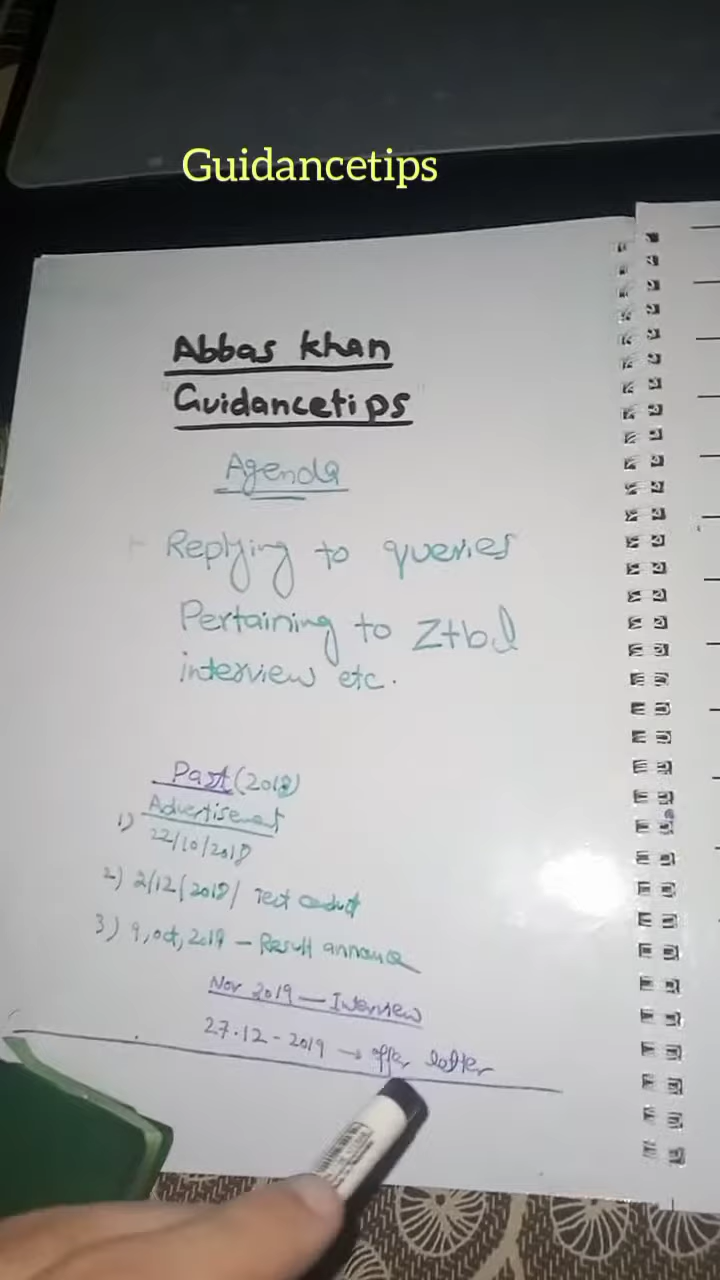 Guidancetips
Abbas khan
"Guidancetips"
Agenda
Replying to queries
Pertaining to Ztbl
interview etc.
Past (2018)
1) Advertisement
22/10/2018
2) 2/12/2018/ Test conduct
3) 9, oct, 2019 - Result announce
Nov 2019 - Interview
27.12-2019 → offer letter